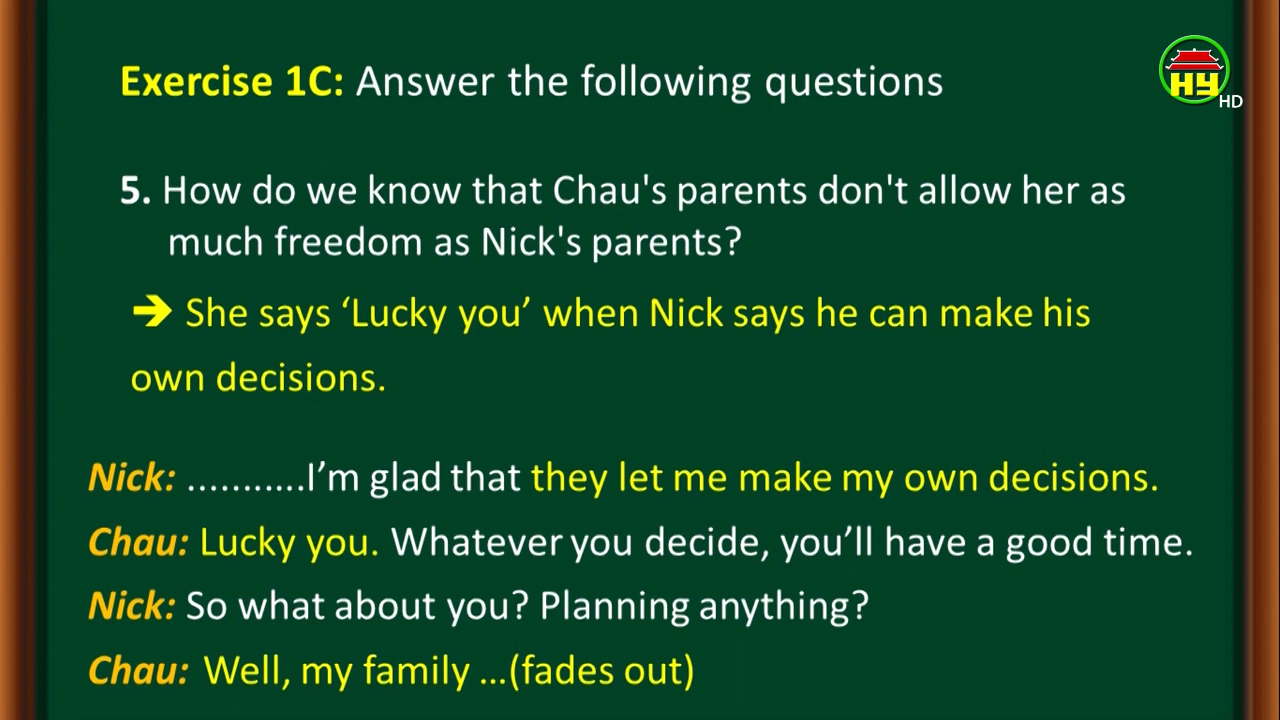 Exercise 1C: Answer the following questions
HY
HD
5. How do we know that Chau's parents don't allow her as
much freedom as Nick's parents?
➔ She says ‘Lucky you’ when Nick says he can make his
own decisions.
Nick: ...........I’m glad that they let me make my own decisions.
Chau: Lucky you. Whatever you decide, you’ll have a good time.
Nick: So what about you? Planning anything?
Chau: Well, my family ...(fades out)